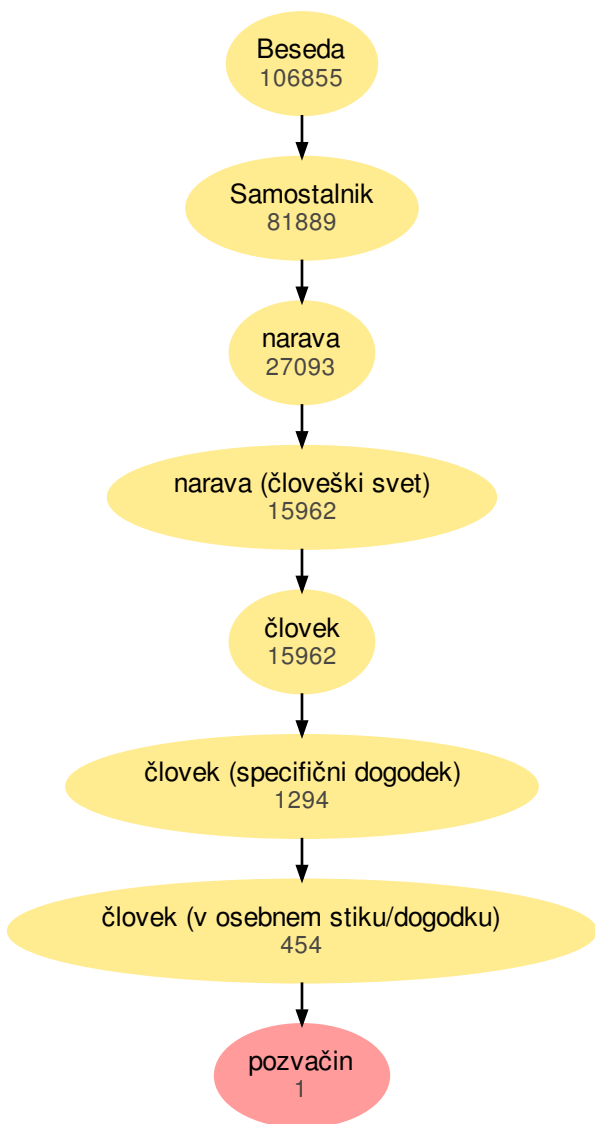 Beseda
106855
Samostalnik
81889
narava
27093
narava (človeški svet)
15962
človek
15962
človek (specifični dogodek)
1294
človek (v osebnem stiku/dogodku)
454
pozvačin
1